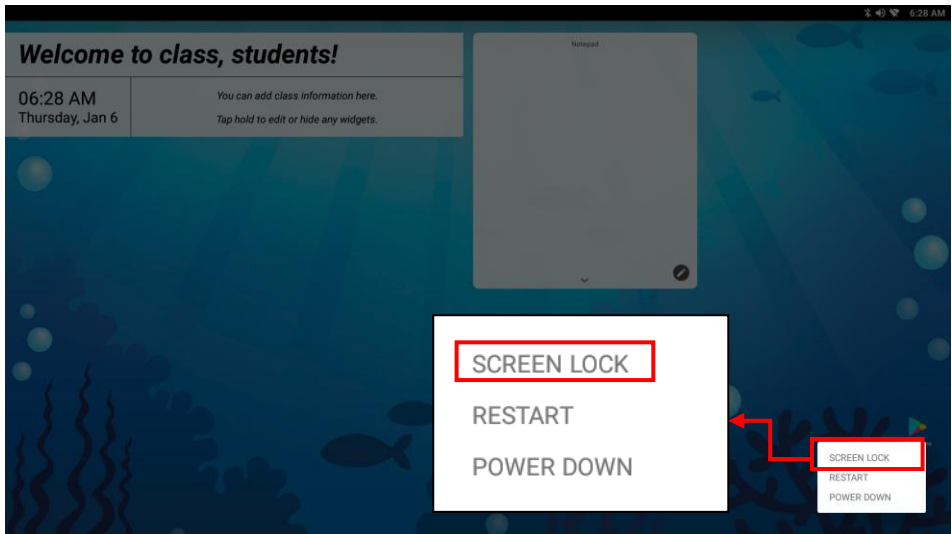 6:28 AM
Welcome to class, students!
06:28 AM
Thursday, Jan 6
You can add class information here.
Tap hold to edit or hide any widgets.
Notepad
SCREEN LOCK
RESTART
POWER DOWN
SCREEN LOCK
RESTART
POWER DOWN